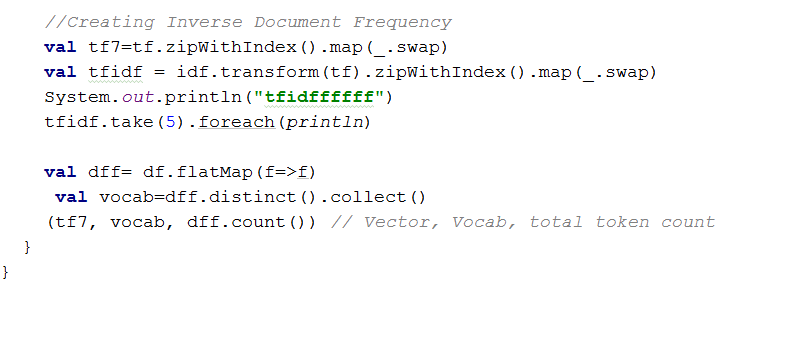 //Creating Inverse Document Frequency
val tf7=tf.zipWithIndex().map(_.swap)
val tfidf = idf.transform(tf).zipWithIndex().map(_.swap)
System.out.println("tfidffffff")
tfidf.take(5).foreach(println)
val dff= df.flatMap(f=>f)
val vocab=dff.distinct().collect()
(tf7, vocab, dff.count()) // Vector, Vocab, total token count
}
}